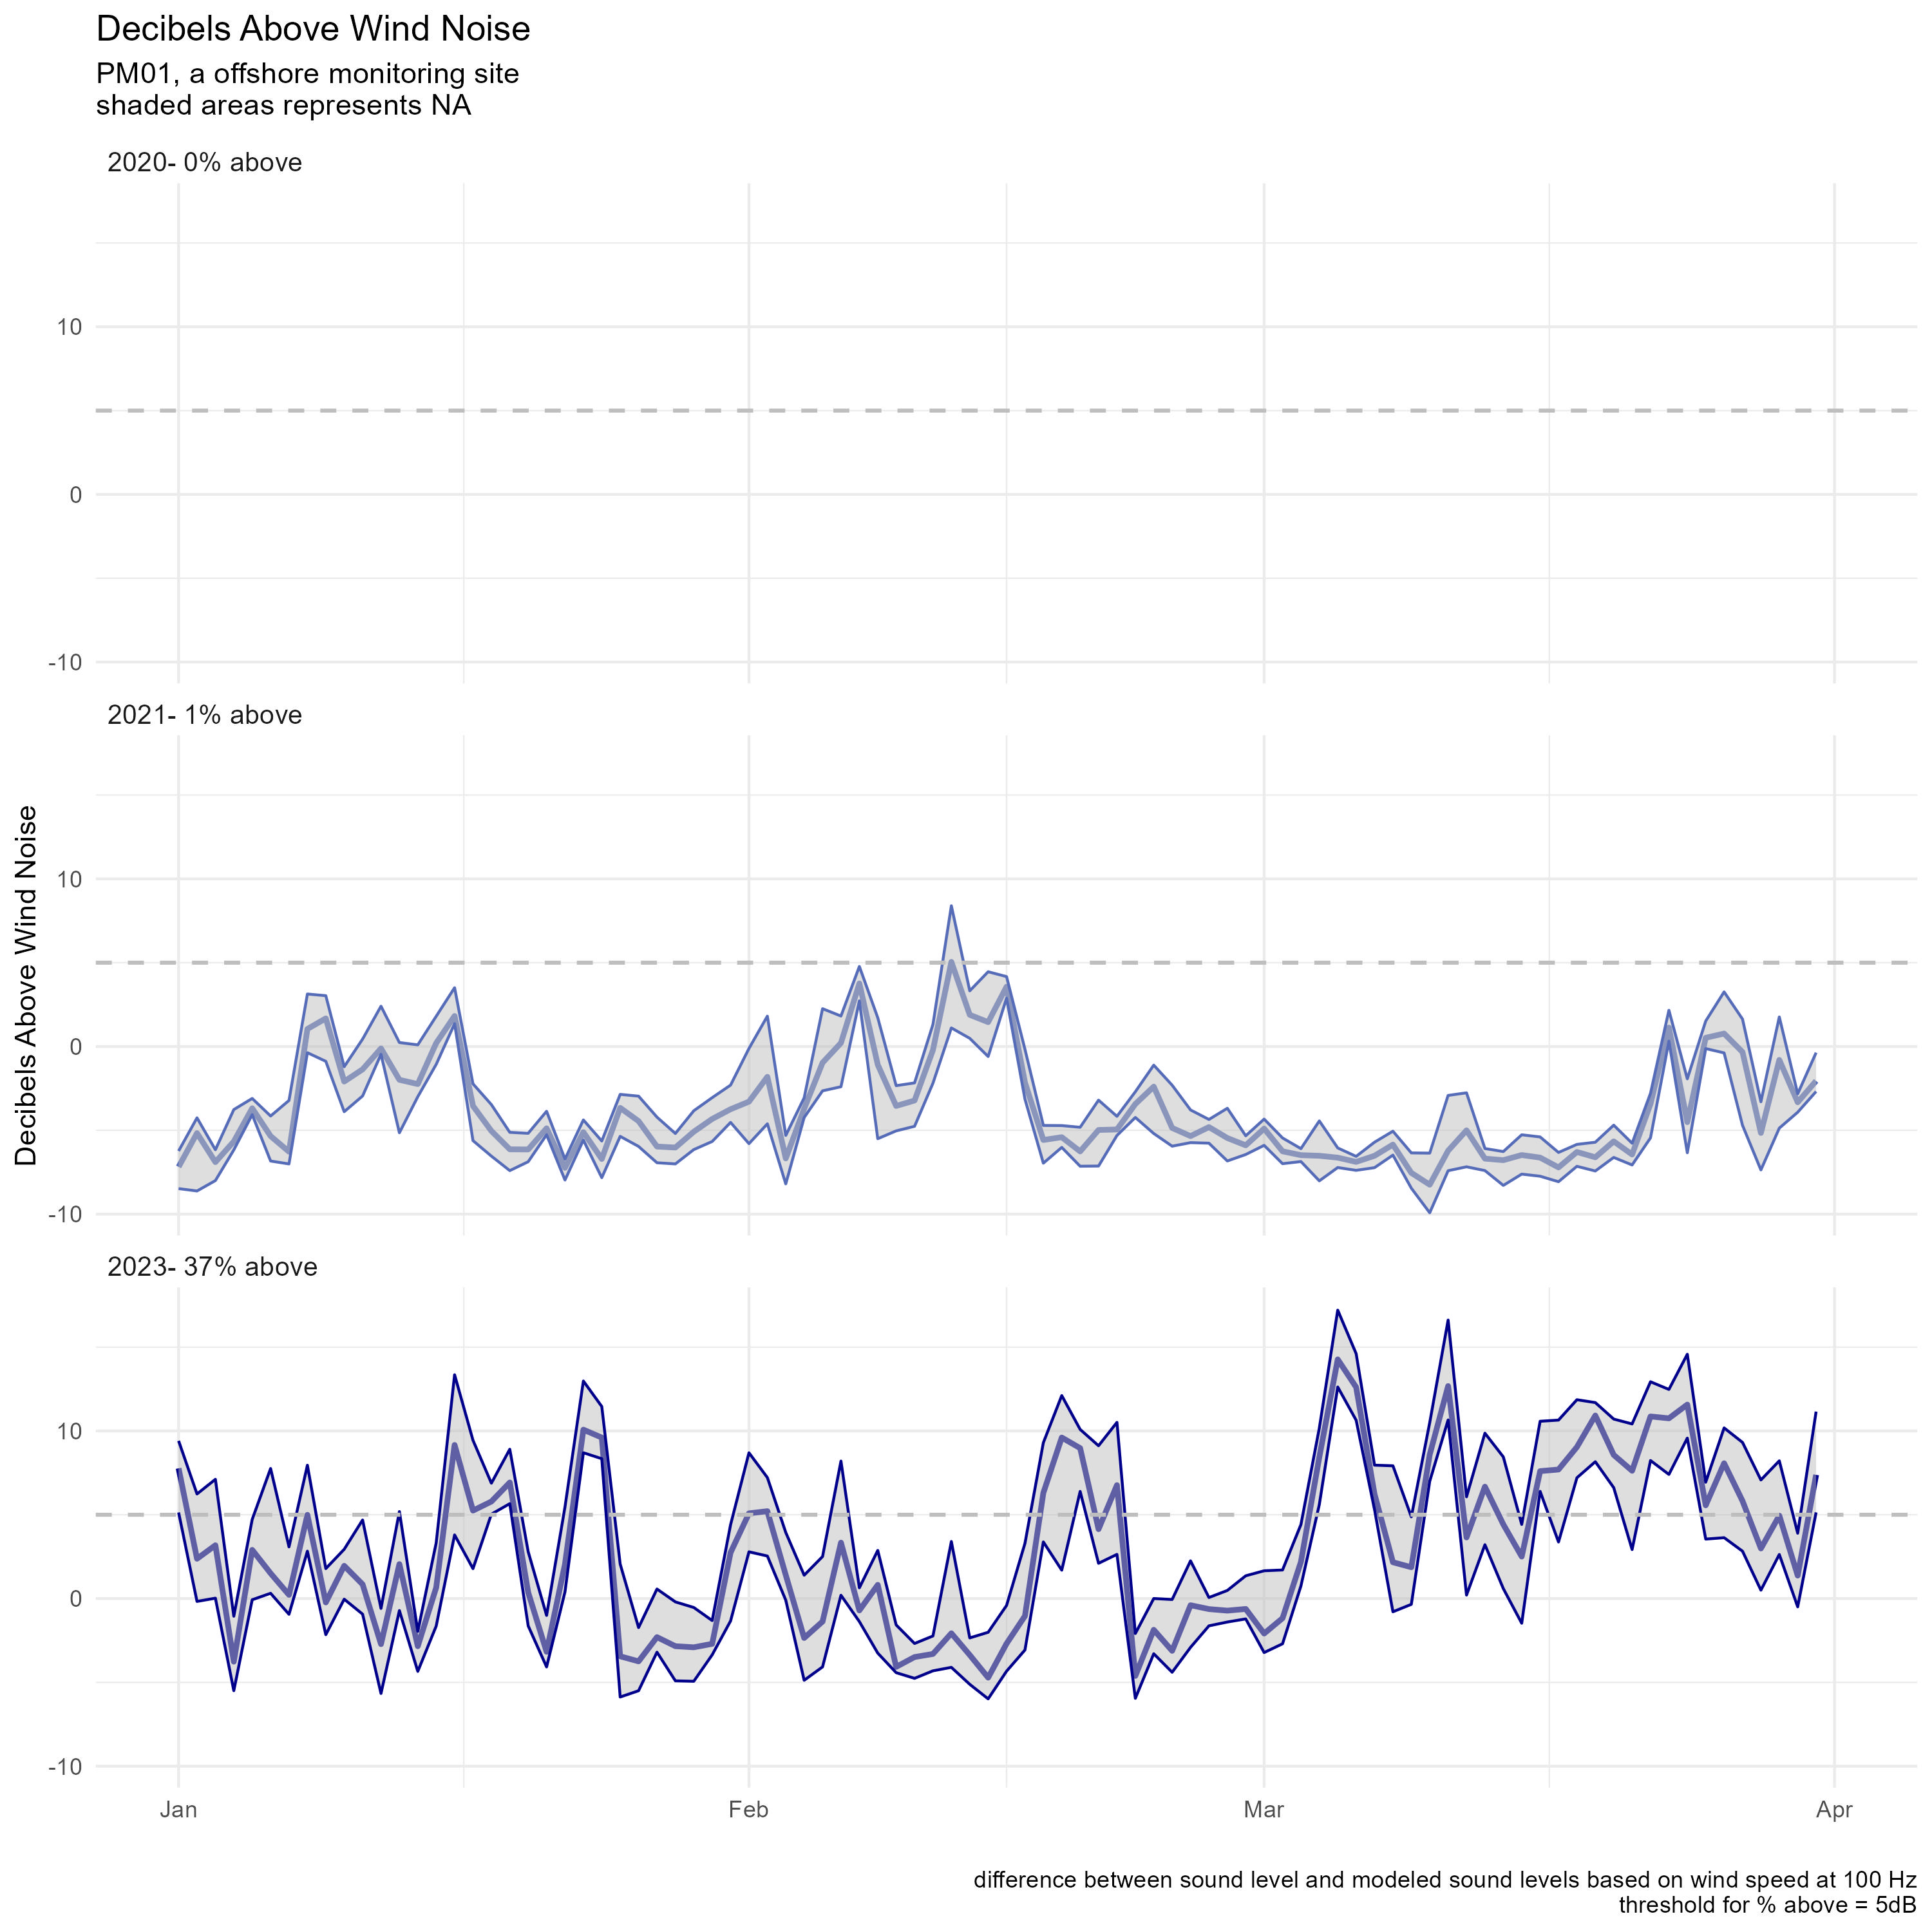 Decibels Above Wind Noise
PM01, a offshore monitoring site
shaded areas represents NA
2020- 0% above
10
0
-10
2021- 1% above
Decibels Above Wind Noise
10
0
-10
2023- 37% above
10
0
-10
Jan Feb Mar Apr
difference between sound level and modeled sound levels based on wind speed at 100 Hz
threshold for % above = 5dB